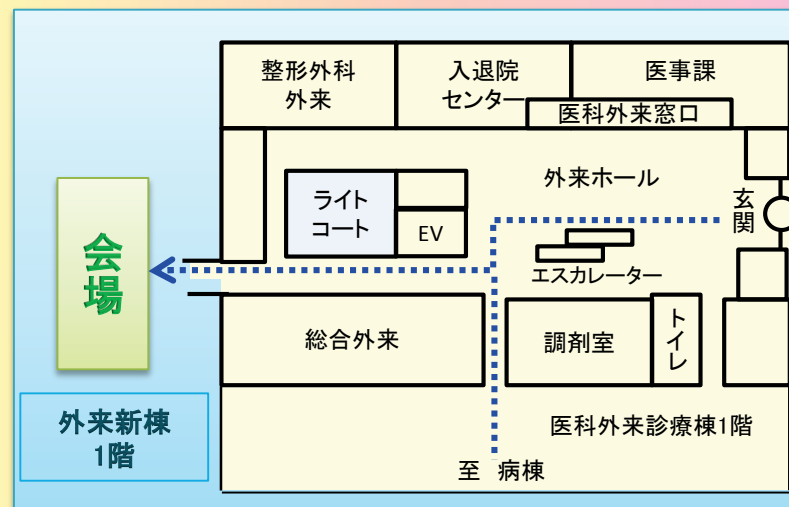 整形外科
外来
入退院
センター
医事課
医科外来窓口
外来ホール
玄関
ライト
コート
EV
エスカレーター
会場
総合外来
調剤室
トイレ
外来新棟
1階
医科外来診療棟1階
至 病棟